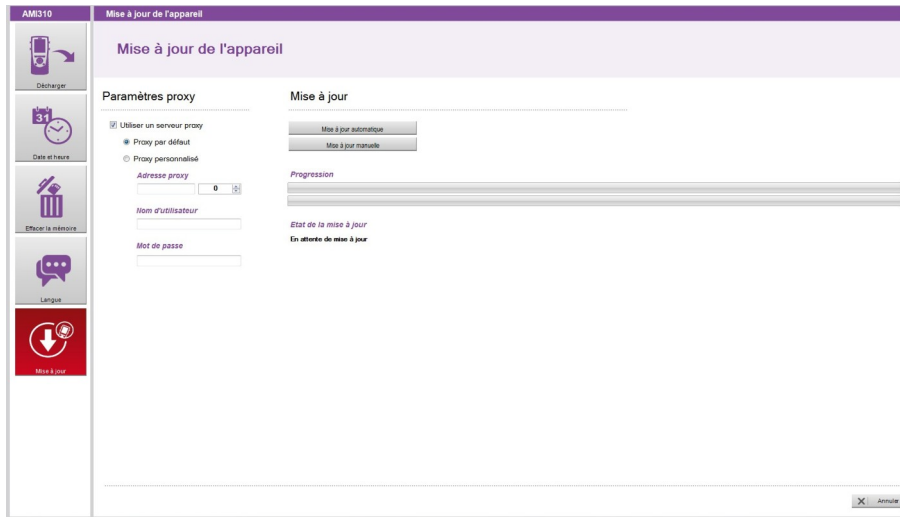 AMI310
Mise à jour de l'appareil
Mise à jour de l'appareil
Décharger
Date et heure
31
Effacer la mémoire
Langue
Mise à jour
Paramètres proxy
Utiliser un serveur proxy
Proxy par défaut
Proxy personnalisé
Adresse proxy
0
Nom d'utilisateur
Mot de passe
Mise à jour
Mise à jour automatique
Mise à jour manuelle
Progression
Etat de la mise à jour
En attente de mise à jour
Annuler